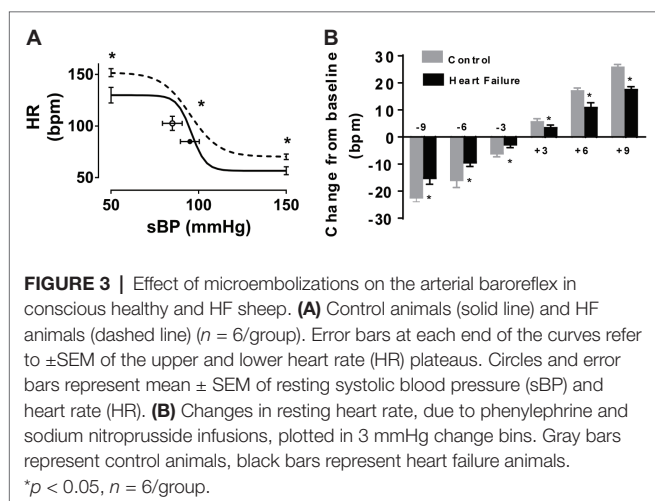 A
*
150
*
HR
(bpm)
100
*
50
50
100
150
sBP (mmHg)
B
Change from baseline
(bpm)
30
Control
20
Heart Failure
10
0
-10
-20
-30
-9
-6
-3
+3
+6
+9
*
*
*
*
*
*
FIGURE 3 | Effect of microembolizations on the arterial baroreflex in
conscious healthy and HF sheep. (A) Control animals (solid line) and HF
animals (dashed line) (n = 6/group). Error bars at each end of the curves refer
to ±SEM of the upper and lower heart rate (HR) plateaus. Circles and error
bars represent mean ± SEM of resting systolic blood pressure (sBP) and
heart rate (HR). (B) Changes in resting heart rate, due to phenylephrine and
sodium nitroprusside infusions, plotted in 3 mmHg change bins. Gray bars
represent control animals, black bars represent heart failure animals.
*p < 0.05, n = 6/group.